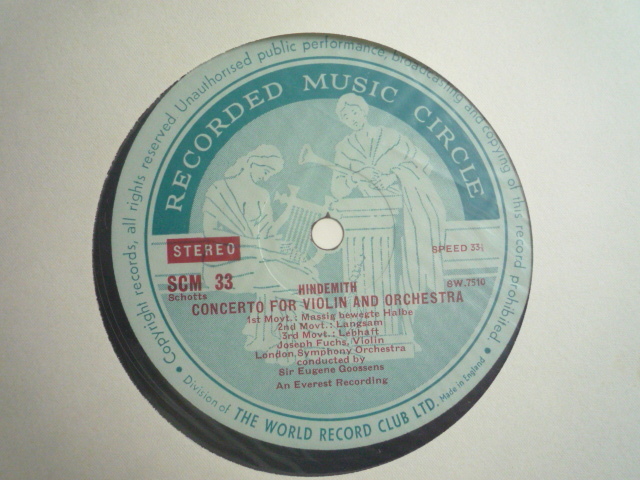 Copyright records, all rights reserved Unauthorised public performance, broadcasting and copying of this record prohibited.
RECORDED MUSIC CIRCLE
STEREO
SPEED 33⅓
SCM 33
SW.7510
Schotts
HINDEMITH
CONCERTO FOR VIOLIN AND ORCHESTRA
1st Movt.: Massig bewegte Halbe
2nd Movt.: Langsam
3rd Movt.: Lebhaft
Joseph Fuchs, Violin
London Symphony Orchestra
conducted by
Sir Eugene Goossens
An Everest Recording
• Division of THE WORLD RECORD CLUB LTD. Made in England •